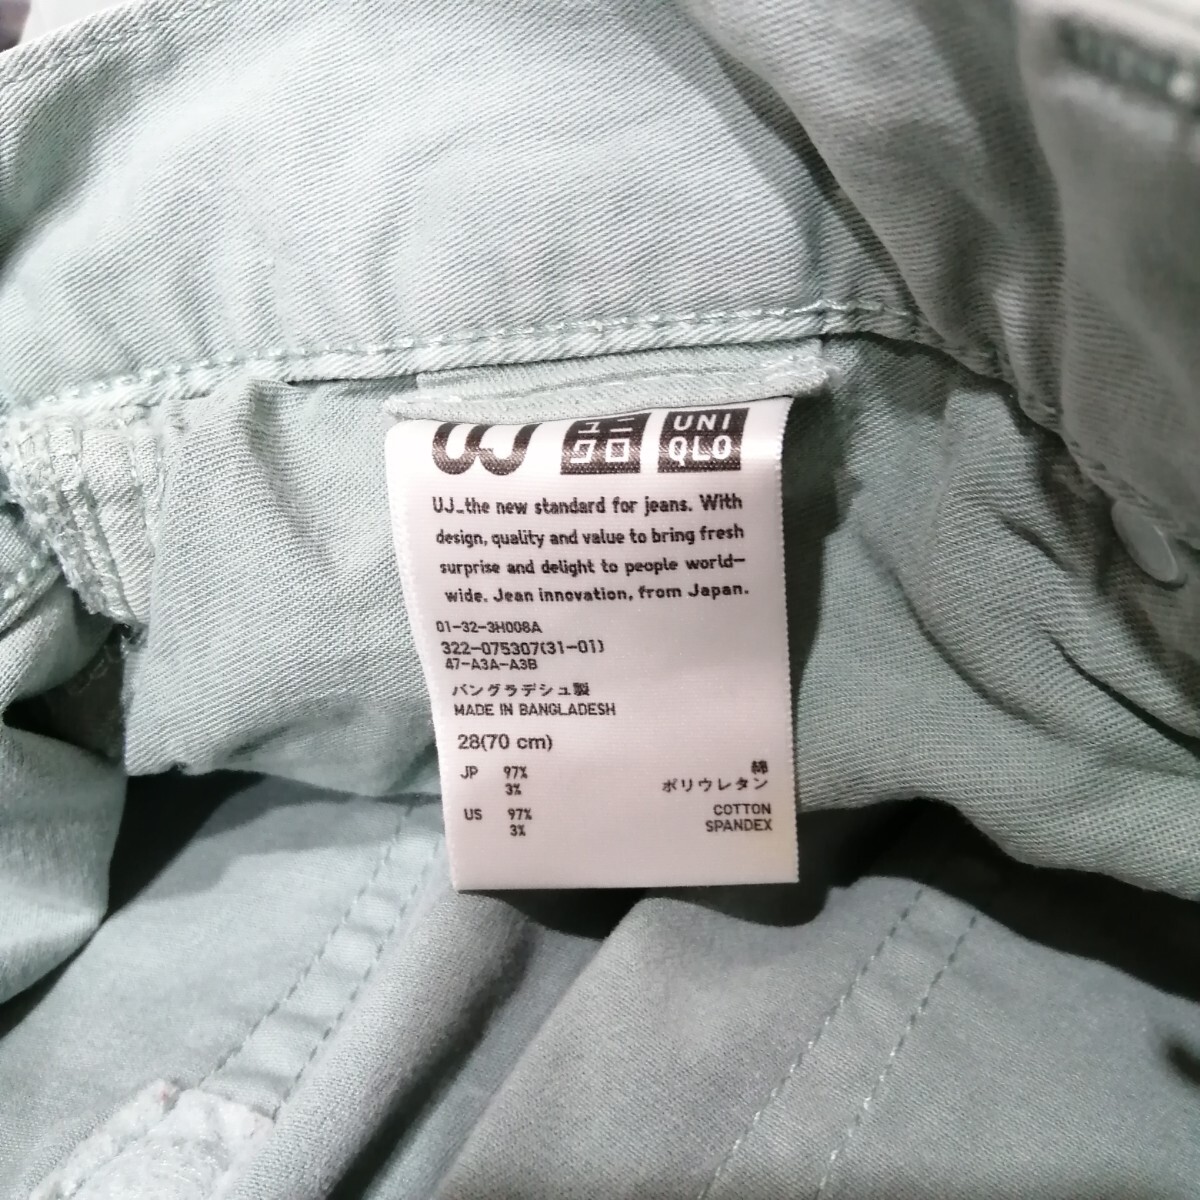 UJ ユニ UNI
クロ QLO
UJ_the new standard for jeans. With
design, quality and value to bring fresh
surprise and delight to people world-
wide. Jean innovation, from Japan.
01-32-3H008A
322-075307(31-01)
47-A3A-A3B
バングラデシュ製
MADE IN BANGLADESH
28(70 cm)
JP 97% 綿
3% ポリウレタン
US 97% COTTON
3% SPANDEX